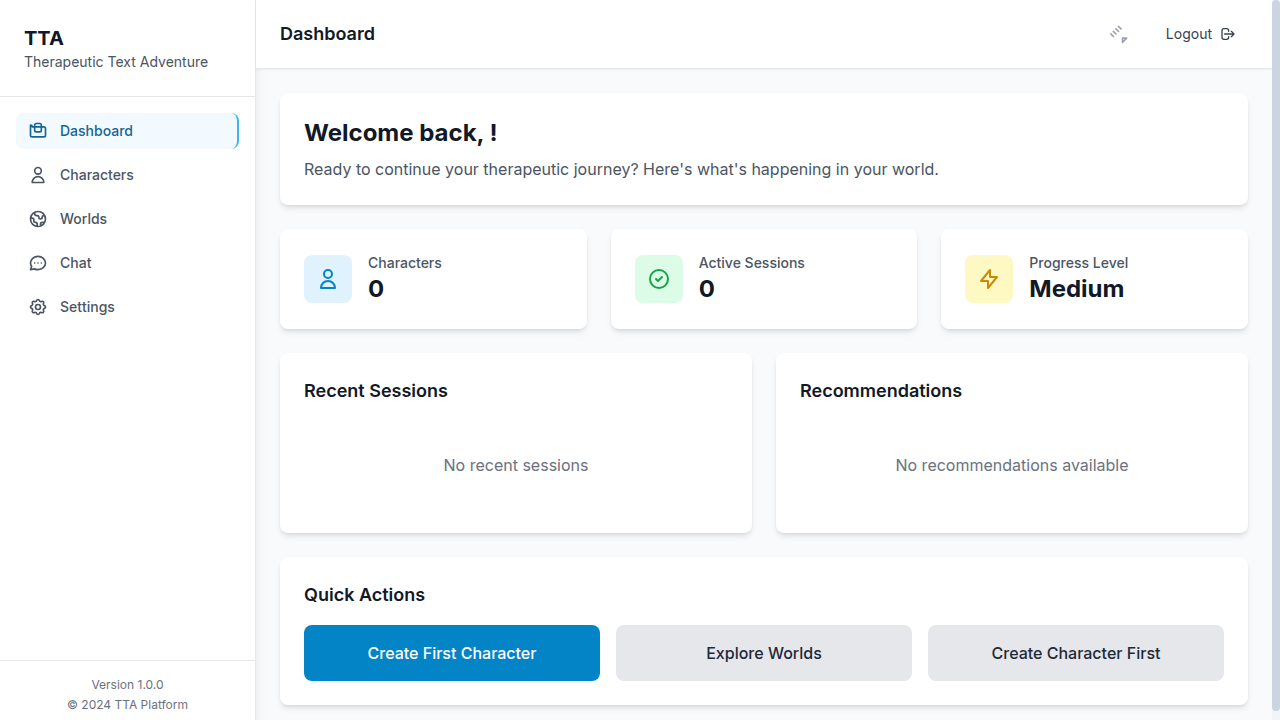 TTA
Therapeutic Text Adventure
Dashboard
Characters
Worlds
Chat
Settings
Version 1.0.0
© 2024 TTA Platform
Dashboard
Logout
Welcome back, !
Ready to continue your therapeutic journey? Here's what's happening in your world.
Characters
0
Active Sessions
0
Progress Level
Medium
Recent Sessions
No recent sessions
Recommendations
No recommendations available
Quick Actions
Create First Character
Explore Worlds
Create Character First